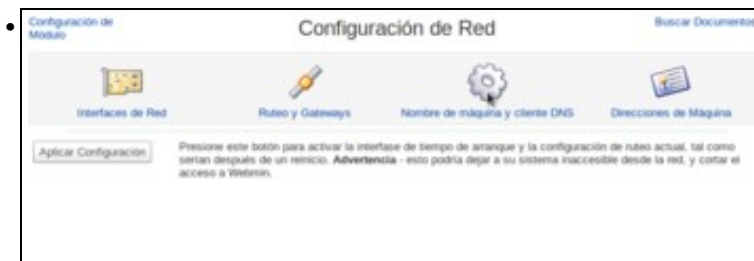 Configuración de
Módulo
Configuración de Red
Buscar Documentos
Interfaces de Red
Ruteo y Gateways
Nombre de máquina y cliente DNS
Direcciones de Máquina
Aplicar Configuración
Presione este botón para activar la interfase de tiempo de arranque y la configuración de ruteo actual, tal como
serian después de un reinicio. Advertencia - esto podría dejar a su sistema inaccesible desde la red, y cortar el
acceso a Webmin.